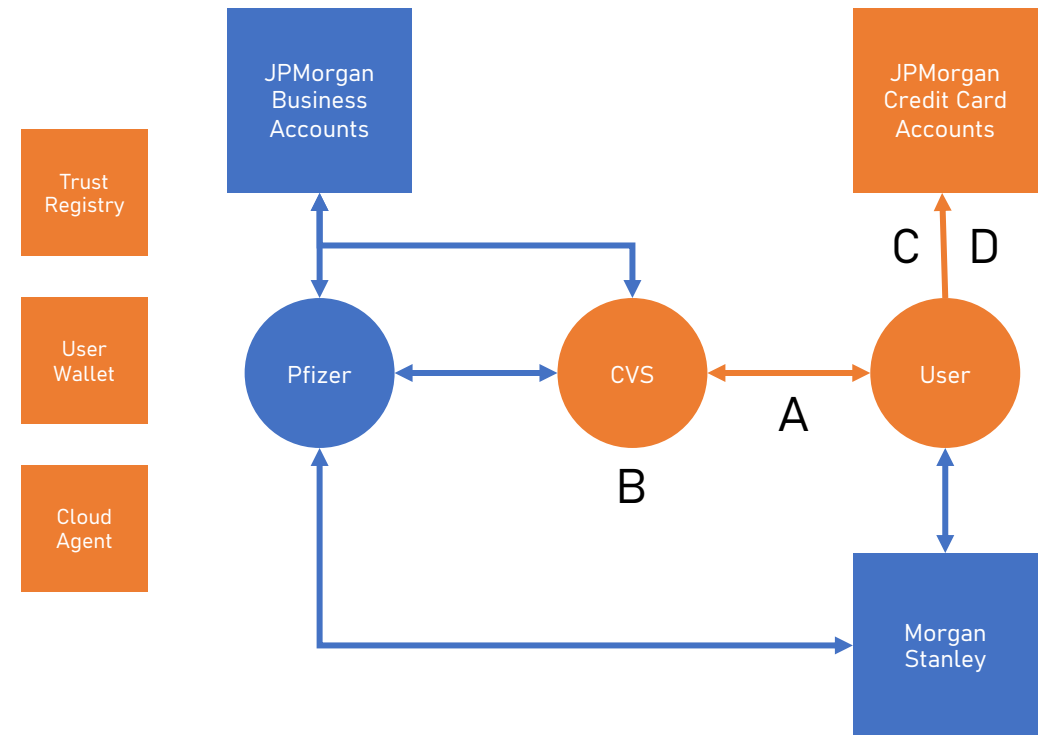 JPMorgan
Business
Accounts
JPMorgan
Credit Card
Accounts
Trust
Registry
C
D
User
Wallet
Pfizer
CVS
User
A
B
Cloud
Agent
Morgan
Stanley